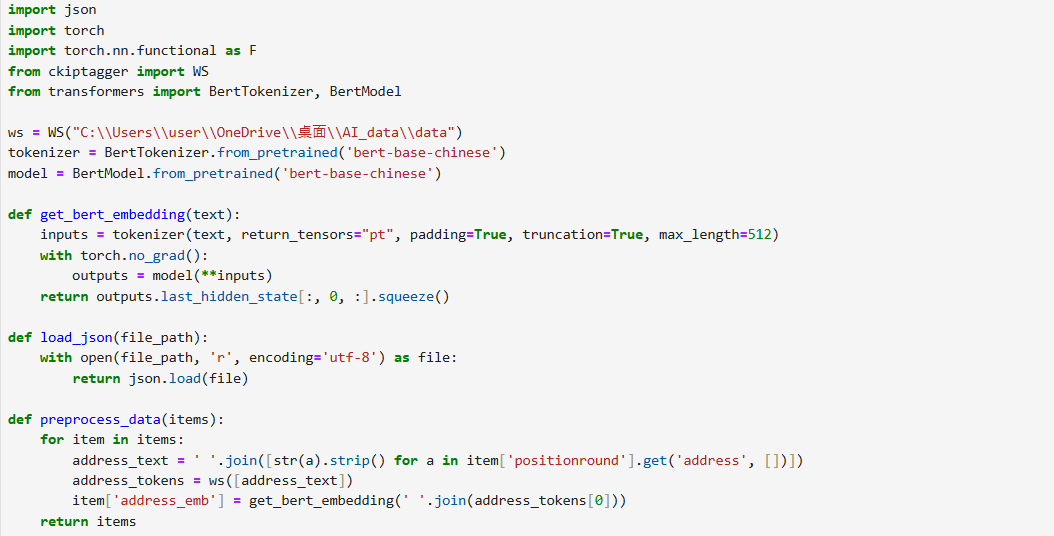 import json
import torch
import torch.nn.functional as F
from ckiptagger import WS
from transformers import BertTokenizer, BertModel

ws = WS("C:\\Users\\user\\OneDrive\\桌面\\AI_data\\data")
tokenizer = BertTokenizer.from_pretrained('bert-base-chinese')
model = BertModel.from_pretrained('bert-base-chinese')

def get_bert_embedding(text):
    inputs = tokenizer(text, return_tensors="pt", padding=True, truncation=True, max_length=512)
    with torch.no_grad():
        outputs = model(**inputs)
    return outputs.last_hidden_state[:, 0, :].squeeze()

def load_json(file_path):
    with open(file_path, 'r', encoding='utf-8') as file:
        return json.load(file)

def preprocess_data(items):
    for item in items:
        address_text = ' '.join([str(a).strip() for a in item['positionround'].get('address', [])])
        address_tokens = ws([address_text])
        item['address_emb'] = get_bert_embedding(' '.join(address_tokens[0]))
    return items